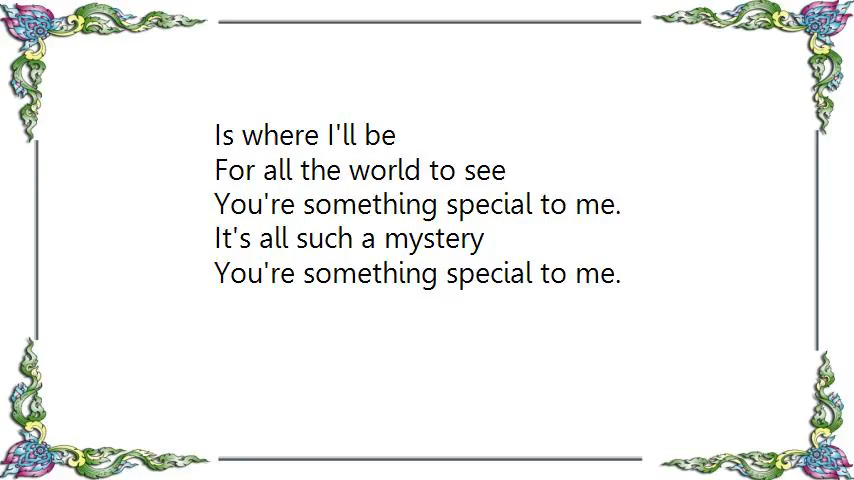 Is where I'll be
For all the world to see
You're something special to me.
It's all such a mystery
You're something special to me.